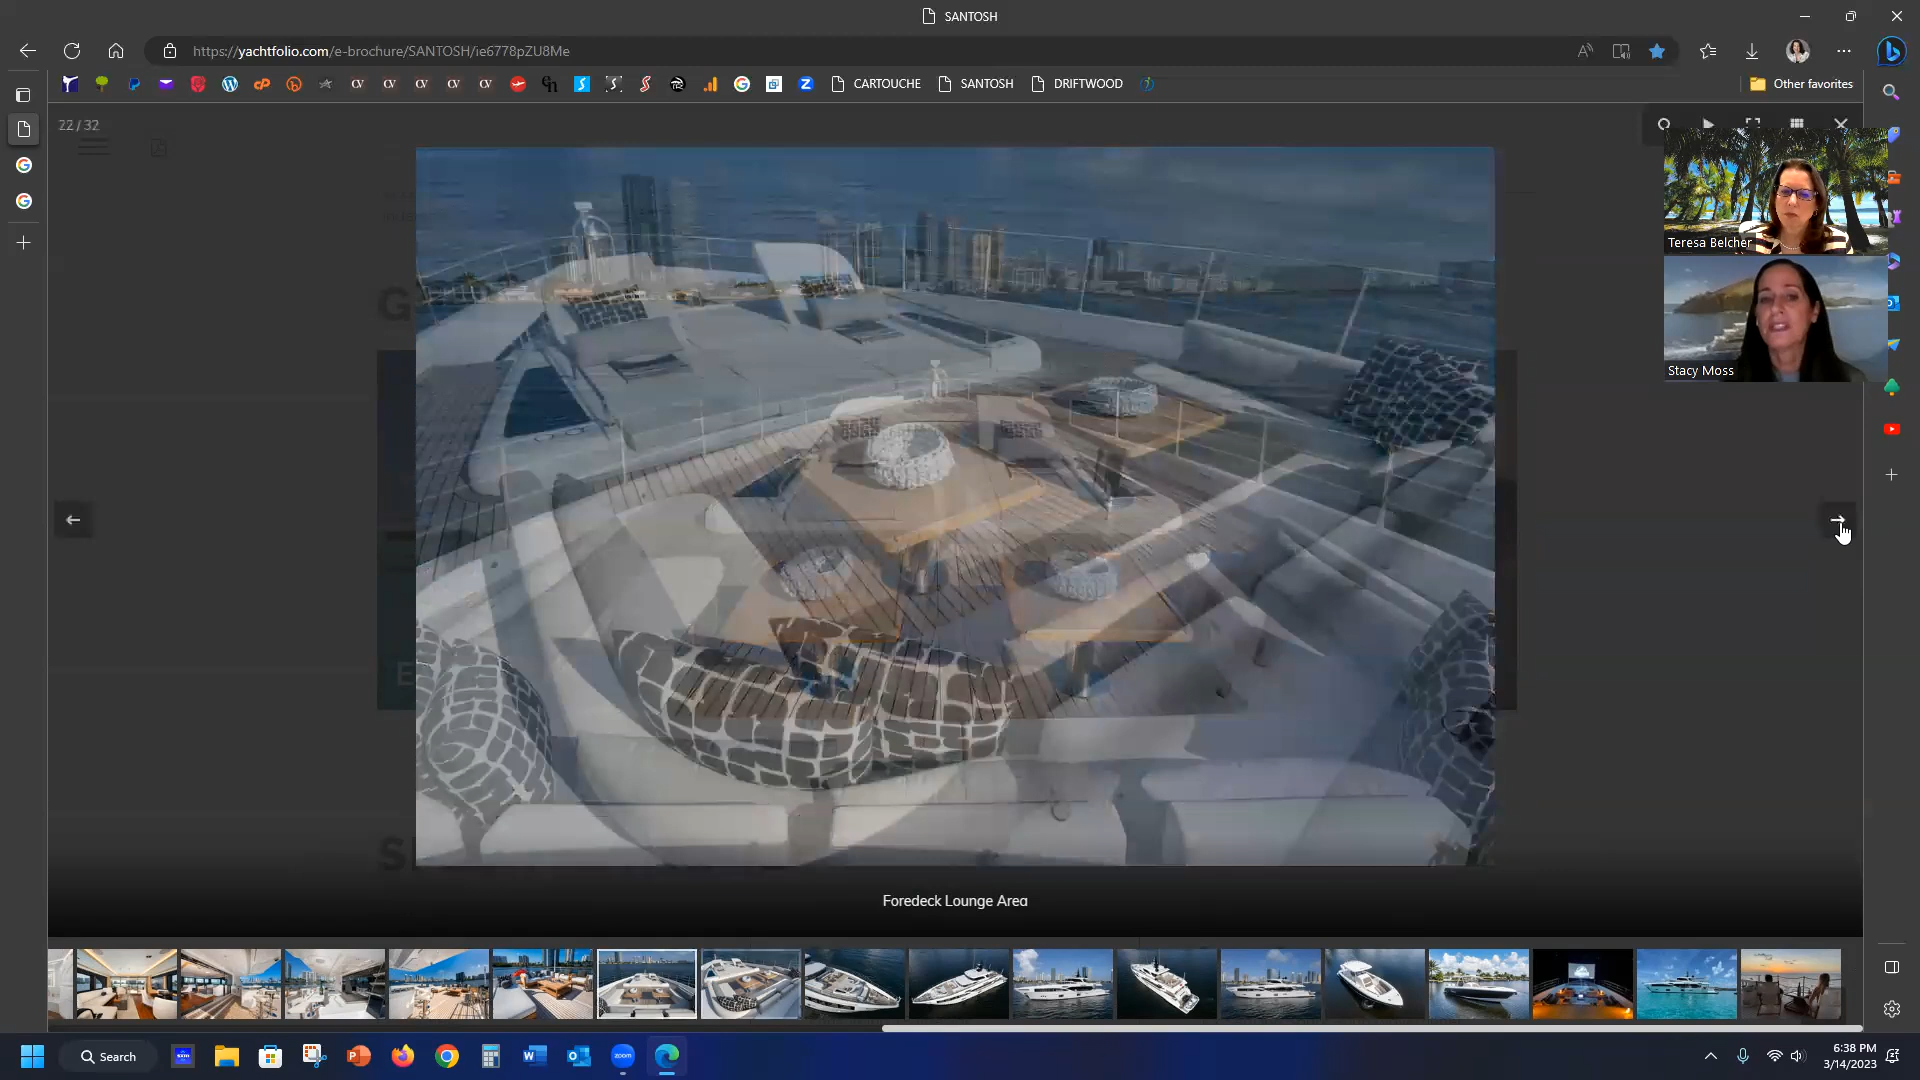 SANTOSH
https://yachtfolio.com/e-brochure/SANTOSH/ie6778pZU8Me
CARTOUCHE
SANTOSH
DRIFTWOOD
Other favorites
22 / 32
Teresa Belcher
Stacy Moss
Foredeck Lounge Area
Search
zoom
6:38 PM
3/14/2023